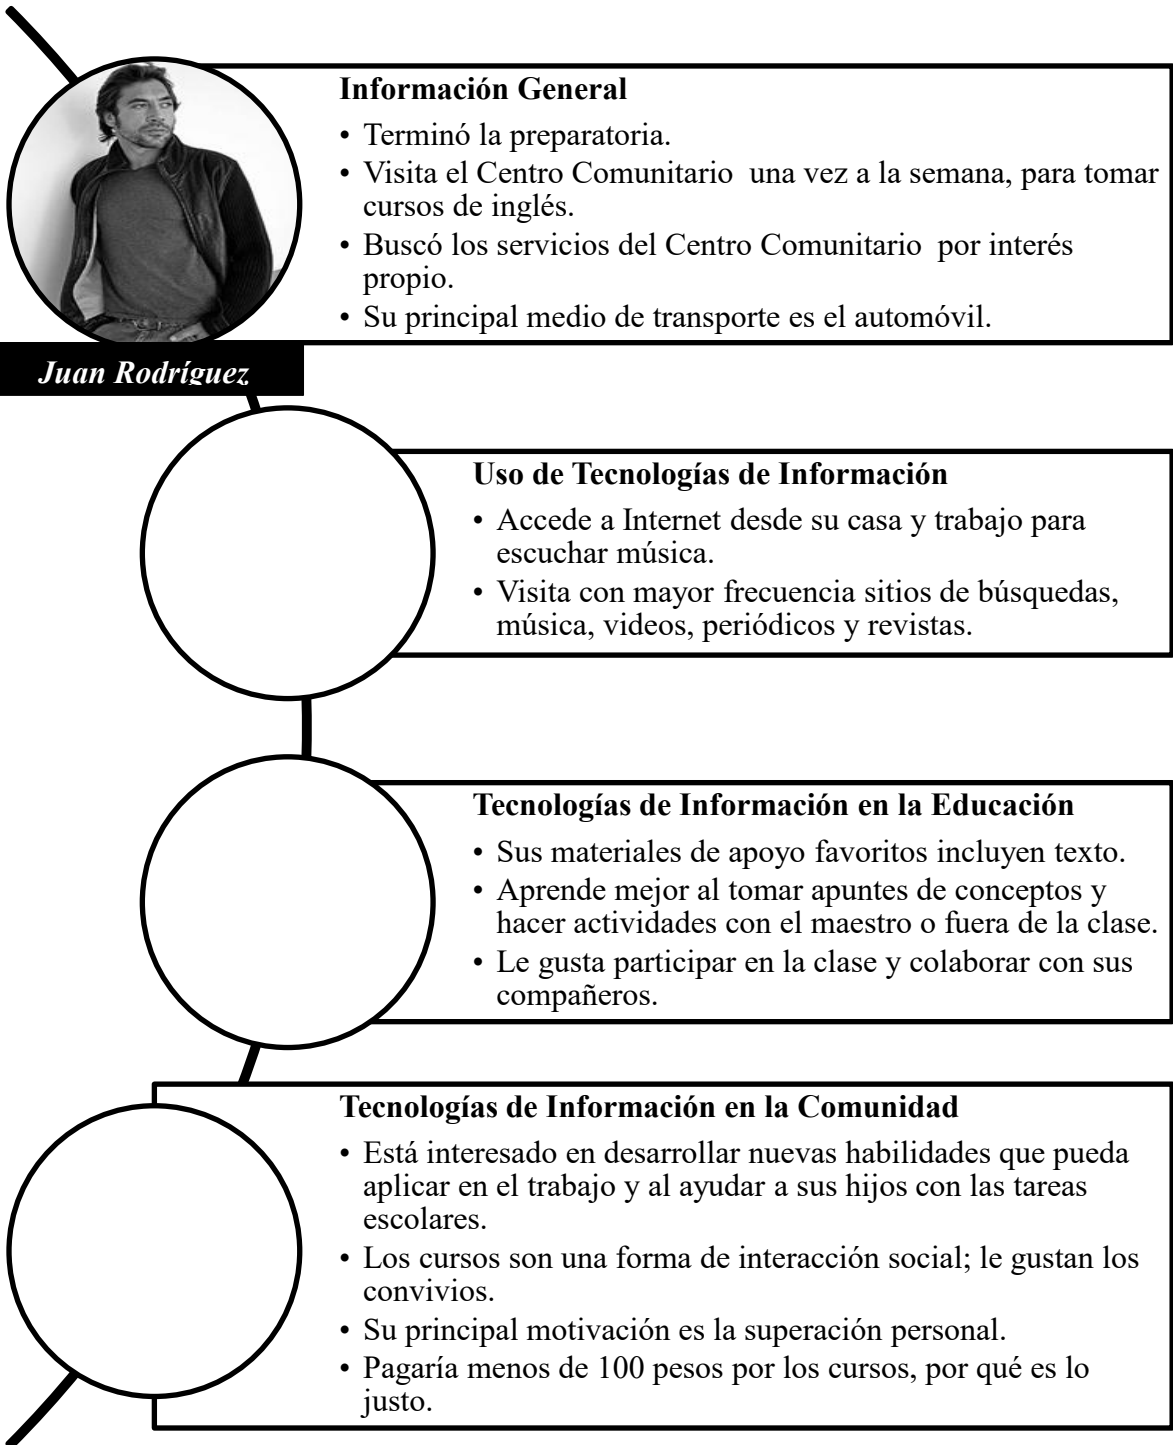 Información General
• Terminó la preparatoria.
• Visita el Centro Comunitario una vez a la semana, para tomar
cursos de inglés.
• Buscó los servicios del Centro Comunitario por interés
propio.
• Su principal medio de transporte es el automóvil.
Juan Rodríguez
Uso de Tecnologías de Información
• Accede a Internet desde su casa y trabajo para
escuchar música.
• Visita con mayor frecuencia sitios de búsquedas,
música, videos, periódicos y revistas.
Tecnologías de Información en la Educación
• Sus materiales de apoyo favoritos incluyen texto.
• Aprende mejor al tomar apuntes de conceptos y
hacer actividades con el maestro o fuera de la clase.
• Le gusta participar en la clase y colaborar con sus
compañeros.
Tecnologías de Información en la Comunidad
• Está interesado en desarrollar nuevas habilidades que pueda
aplicar en el trabajo y al ayudar a sus hijos con las tareas
escolares.
• Los cursos son una forma de interacción social; le gustan los
convivios.
• Su principal motivación es la superación personal.
• Pagaría menos de 100 pesos por los cursos, por qué es lo
justo.